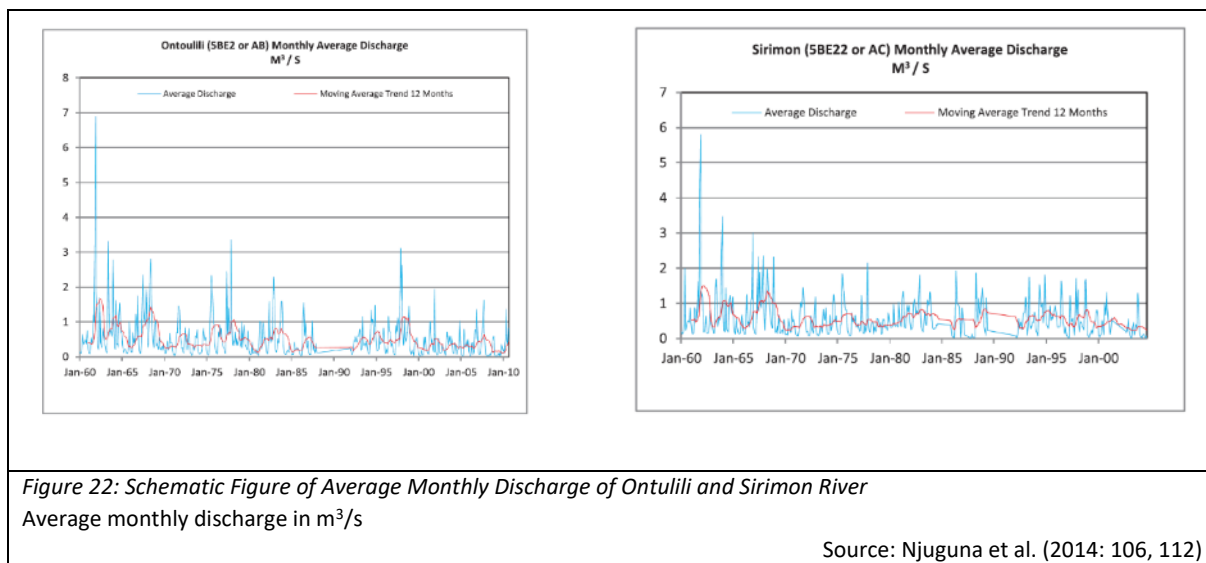 Ontoulili (5BE2 or AB) Monthly Average Discharge
M³ / S
8
Average Discharge
Moving Average Trend 12 Months
7
6
5
4
3
2
1
0
Jan-60
Jan-65
Jan-70
Jan-75
Jan-80
Jan-85
Jan-90
Jan-95
Jan-00
Jan-05
Jan-10
Sirimon (5BE22 or AC) Monthly Average Discharge
M³ / S
7
Average Discharge
Moving Average Trend 12 Months
6
5
4
3
2
1
0
Jan-60
Jan-65
Jan-70
Jan-75
Jan-80
Jan-85
Jan-90
Jan-95
Jan-00
Figure 22: Schematic Figure of Average Monthly Discharge of Ontulili and Sirimon River
Average monthly discharge in m³/s
Source: Njuguna et al. (2014: 106, 112)